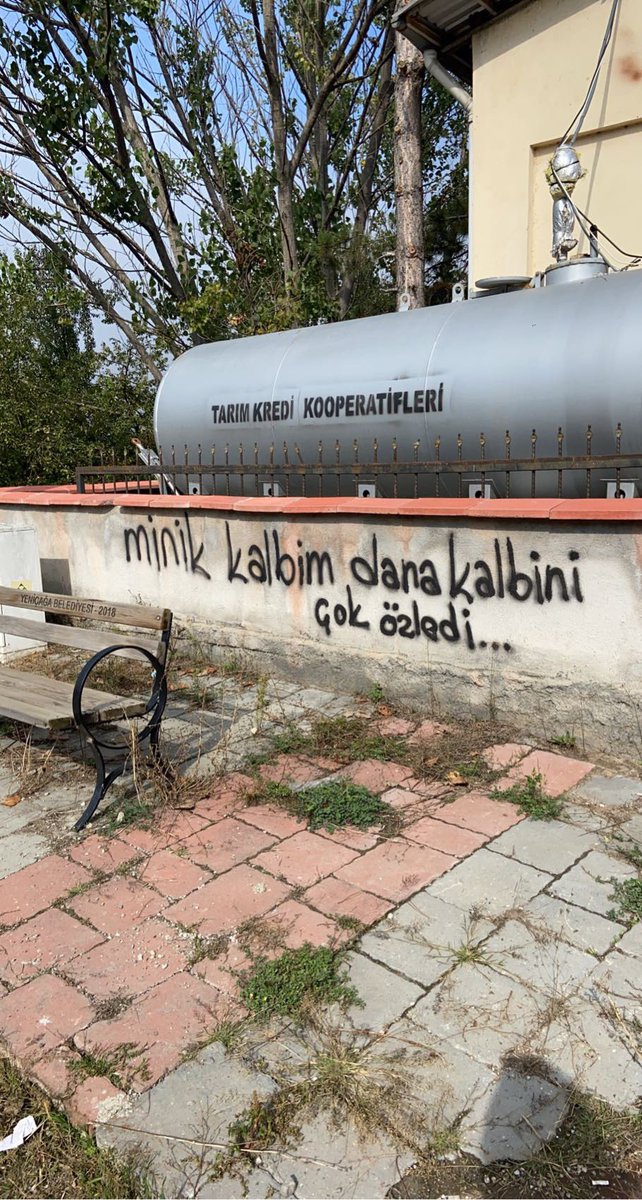 TARIM KREDİ KOOPERATİFLERİ
minik kalbim dana kalbini
çok özledi...
YENİÇAĞA BELEDİYESİ - 2018